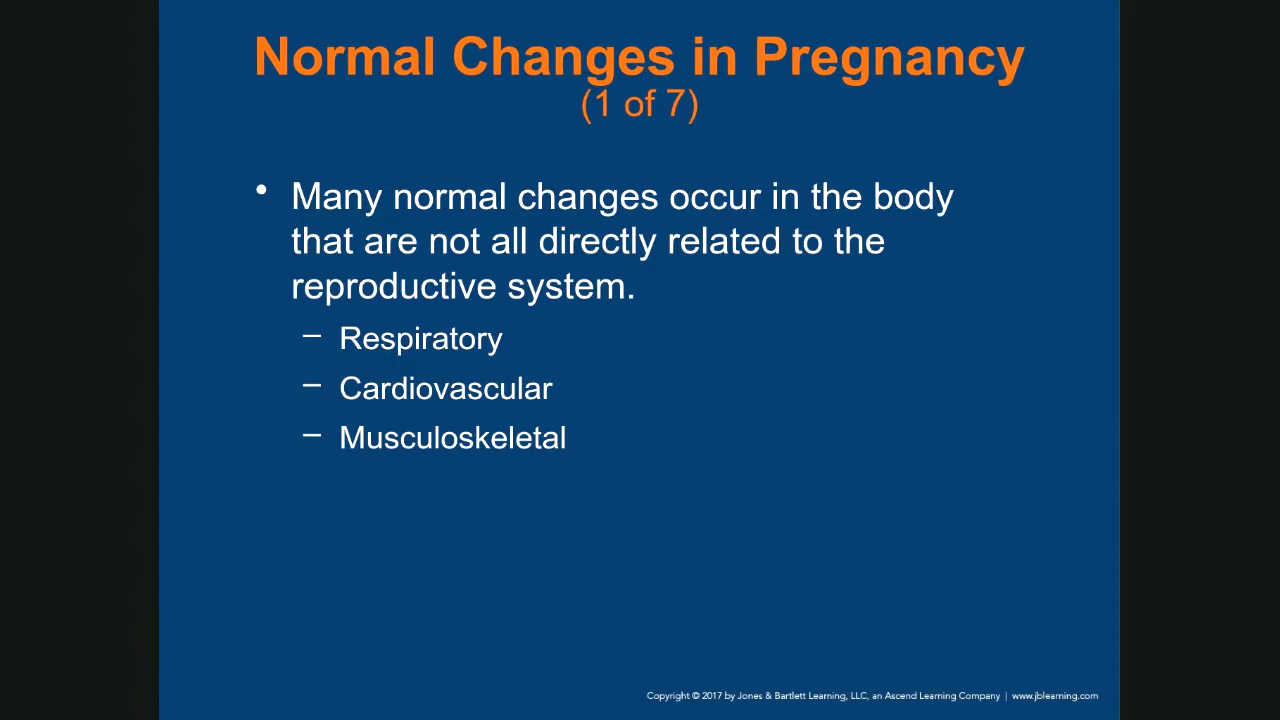 Normal Changes in Pregnancy
(1 of 7)
• Many normal changes occur in the body
that are not all directly related to the
reproductive system.
– Respiratory
– Cardiovascular
– Musculoskeletal
Copyright © 2017 by Jones & Bartlett Learning, LLC, an Ascend Learning Company | www.jblearning.com